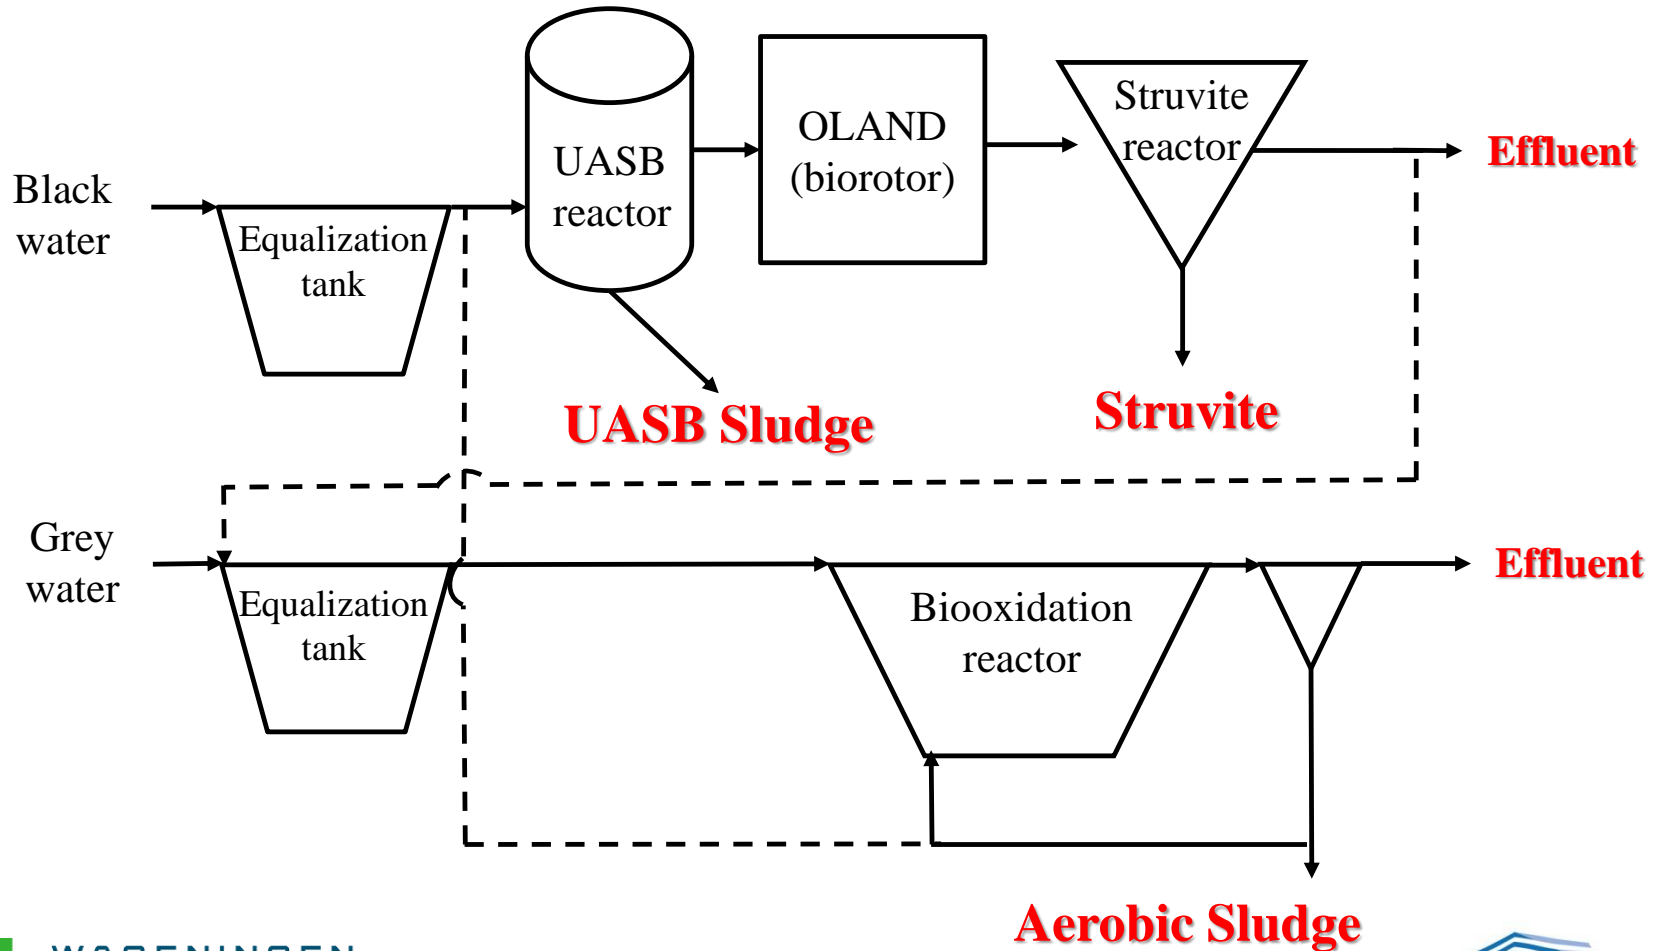 Black
water
Equalization
tank
UASB
reactor
OLAND
(biorotor)
Struvite
reactor
Effluent
UASB Sludge
Struvite
Grey
water
Equalization
tank
Biooxidation
reactor
Effluent
Aerobic Sludge
WAGENINGEN